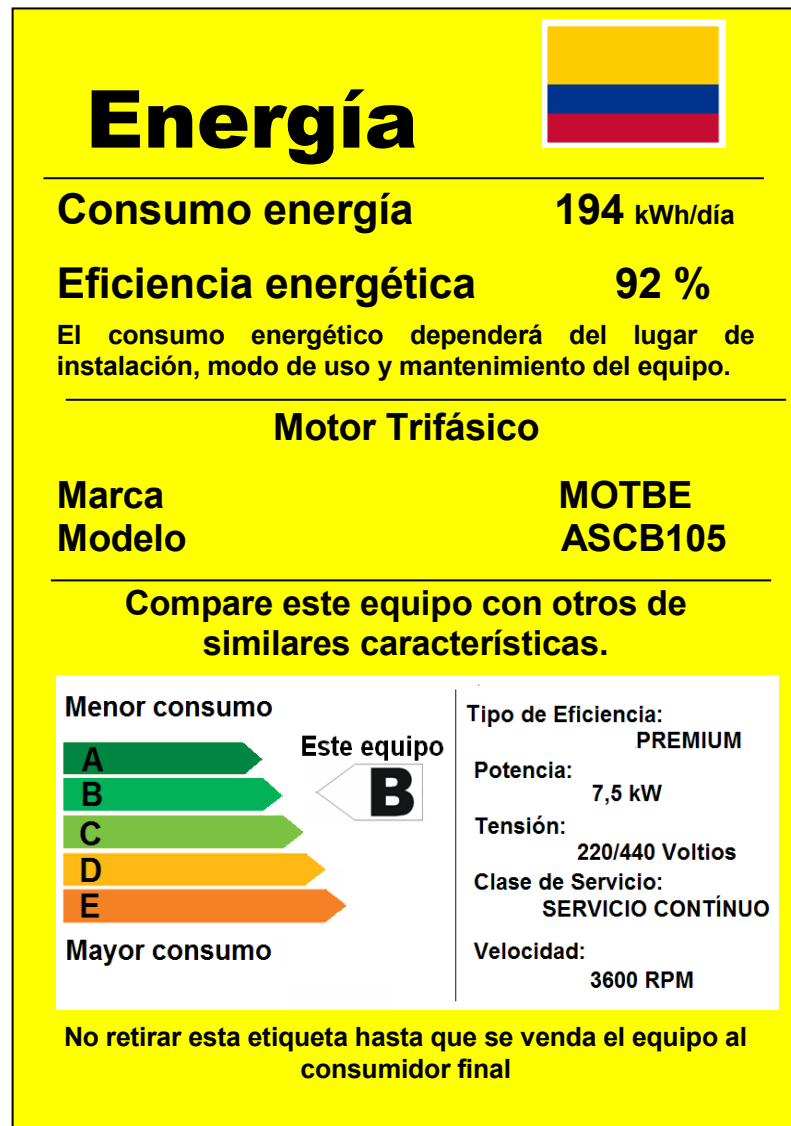 Energía
Consumo energía 194 kWh/día
Eficiencia energética 92 %
El consumo energético dependerá del lugar de
instalación, modo de uso y mantenimiento del equipo.
Motor Trifásico
Marca MOTBE
Modelo ASCB105
Compare este equipo con otros de
similares características.
Menor consumo
A
B
C
D
E
Mayor consumo
Este equipo
B
Tipo de Eficiencia:
PREMIUM
Potencia:
7,5 kW
Tensión:
220/440 Voltios
Clase de Servicio:
SERVICIO CONTÍNUO
Velocidad:
3600 RPM
No retirar esta etiqueta hasta que se venda el equipo al
consumidor final